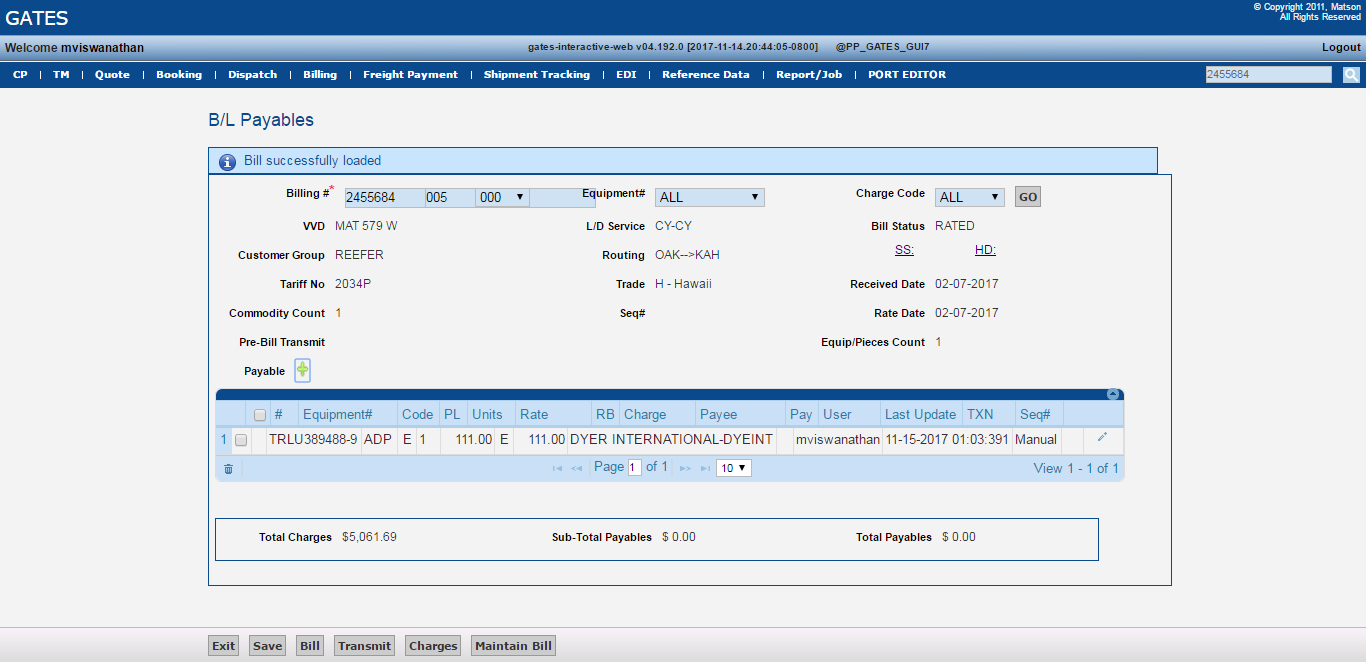 GATES
© Copyright 2011, Matson
All Rights Reserved
Welcome mviswanathan gates-interactive-web v04.192.0 [2017-11-14.20:44:05-0800] @PP_GATES_GUI7 Logout
CP | TM | Quote | Booking | Dispatch | Billing | Freight Payment | Shipment Tracking | EDI | Reference Data | Report/Job | PORT EDITOR 2455684
B/L Payables
Bill successfully loaded
Billing #* 2455684 005 000 Equipment# ALL Charge Code ALL GO
VVD MAT 579 W L/D Service CY-CY Bill Status RATED
SS: HD:
Customer Group REEFER Routing OAK-->KAH
Tariff No 2034P Trade H - Hawaii Received Date 02-07-2017
Commodity Count 1 Seq# Rate Date 02-07-2017
Pre-Bill Transmit Equip/Pieces Count 1
Payable
# Equipment# Code PL Units Rate RB Charge Payee Pay User Last Update TXN Seq#
1 TRLU389488-9 ADP E 1 111.00 E 111.00 DYER INTERNATIONAL-DYEINT mviswanathan 11-15-2017 01:03:391 Manual
Page 1 of 1 10 View 1 - 1 of 1
Total Charges $5,061.69 Sub-Total Payables $ 0.00 Total Payables $ 0.00
Exit Save Bill Transmit Charges Maintain Bill